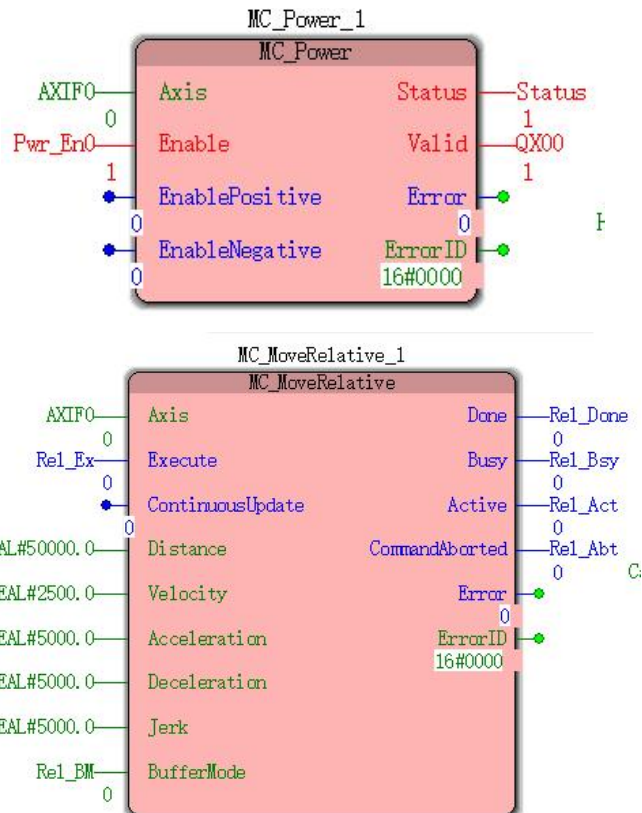 MC_Power_1
MC_Power
AXIF0 Axis Status Status
0 1
Pwr_En0 Enable Valid QX00
1 1
EnablePositive Error
0 0
EnableNegative ErrorID
0 16#0000
MC_MoveRelative_1
MC_MoveRelative
AXIF0 Axis Done Rel_Done
0 0
Rel_Ex Execute Busy Rel_Bsy
0 0
ContinuousUpdate Active Rel_Act
0 0
AL#50000.0 Distance CommandAborted Rel_Abt
0
EAL#2500.0 Velocity Error
0
EAL#5000.0 Acceleration ErrorID
16#0000
EAL#5000.0 Deceleration
EAL#5000.0 Jerk
Rel_BM BufferMode
0